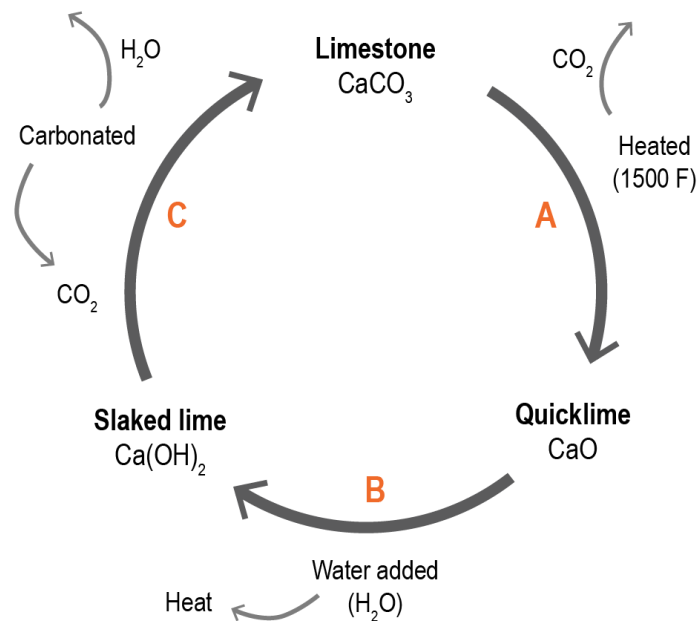 H₂O
Carbonated
CO₂
C
Limestone
CaCO₃
CO₂
Heated
(1500 F)
A
Slaked lime
Ca(OH)₂
Quicklime
CaO
B
Water added
(H₂O)
Heat